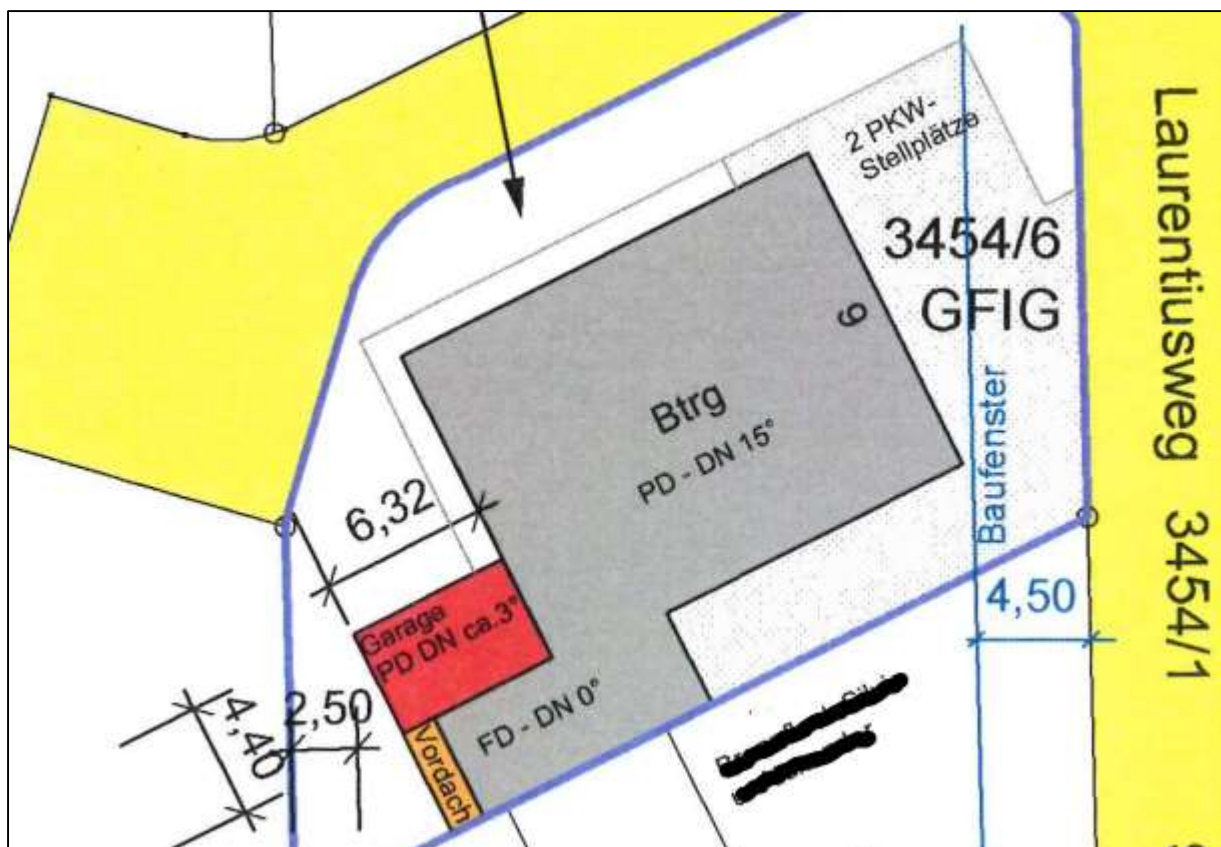 2 PKW-
Stellplätze
3454/6
GFIG
9
Btrg
PD - DN 15°
Baufenster
4,50
6,32
Garage
PD DN ca.3°
FD - DN 0°
Vordach
2,50
4,40
Laurentiusweg 3454/1